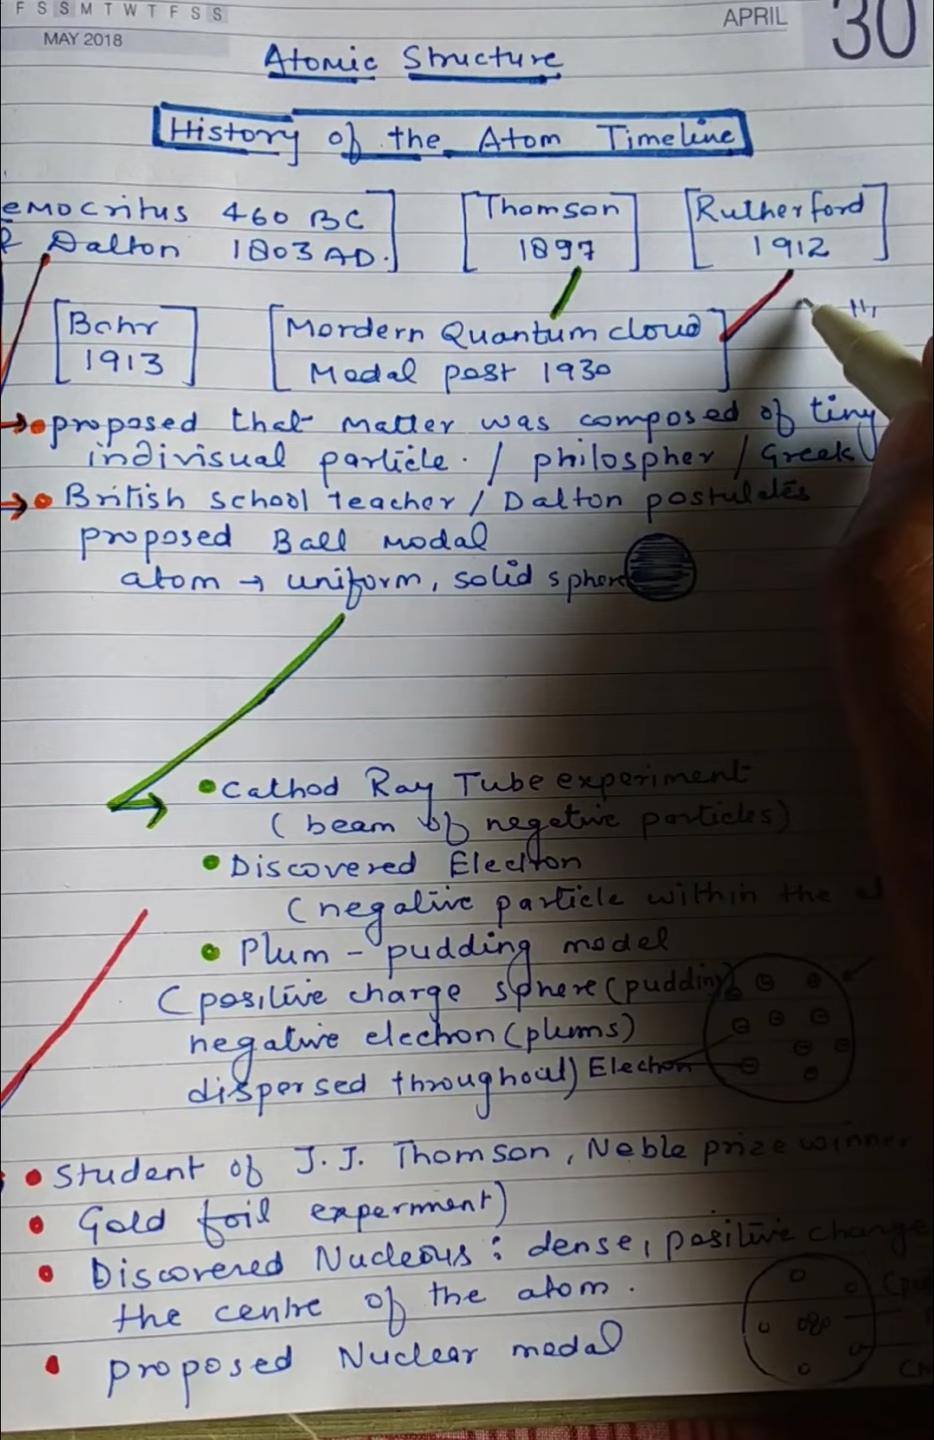 F S S M T W T F S S
MAY 2018
APRIL
30
Atomic Structure
History of the Atom Timeline
emocritus 460 BC
& Dalton 1803 AD.
Thomson
1897
Rutherford
1912
Bohr
1913
Mordern Quantum cloud
Modal post 1930
proposed that matter was composed of tiny
indivisual particle. / philospher / Greek
British school teacher / Dalton postulates
proposed Ball modal
atom → uniform, solid sphere
Cathod Ray Tube experiment
( beam of negetive particles)
Discovered Electron
(negative particle within the
Plum - pudding model
(positive charge sphere (pudding)
negative electron (plums)
dispersed throughout) Electron
Student of J. J. Thomson, Noble prize winner
Gold foil experment)
Discovered Nucleous : dense, positive charge
the centre of the atom.
proposed Nuclear modal